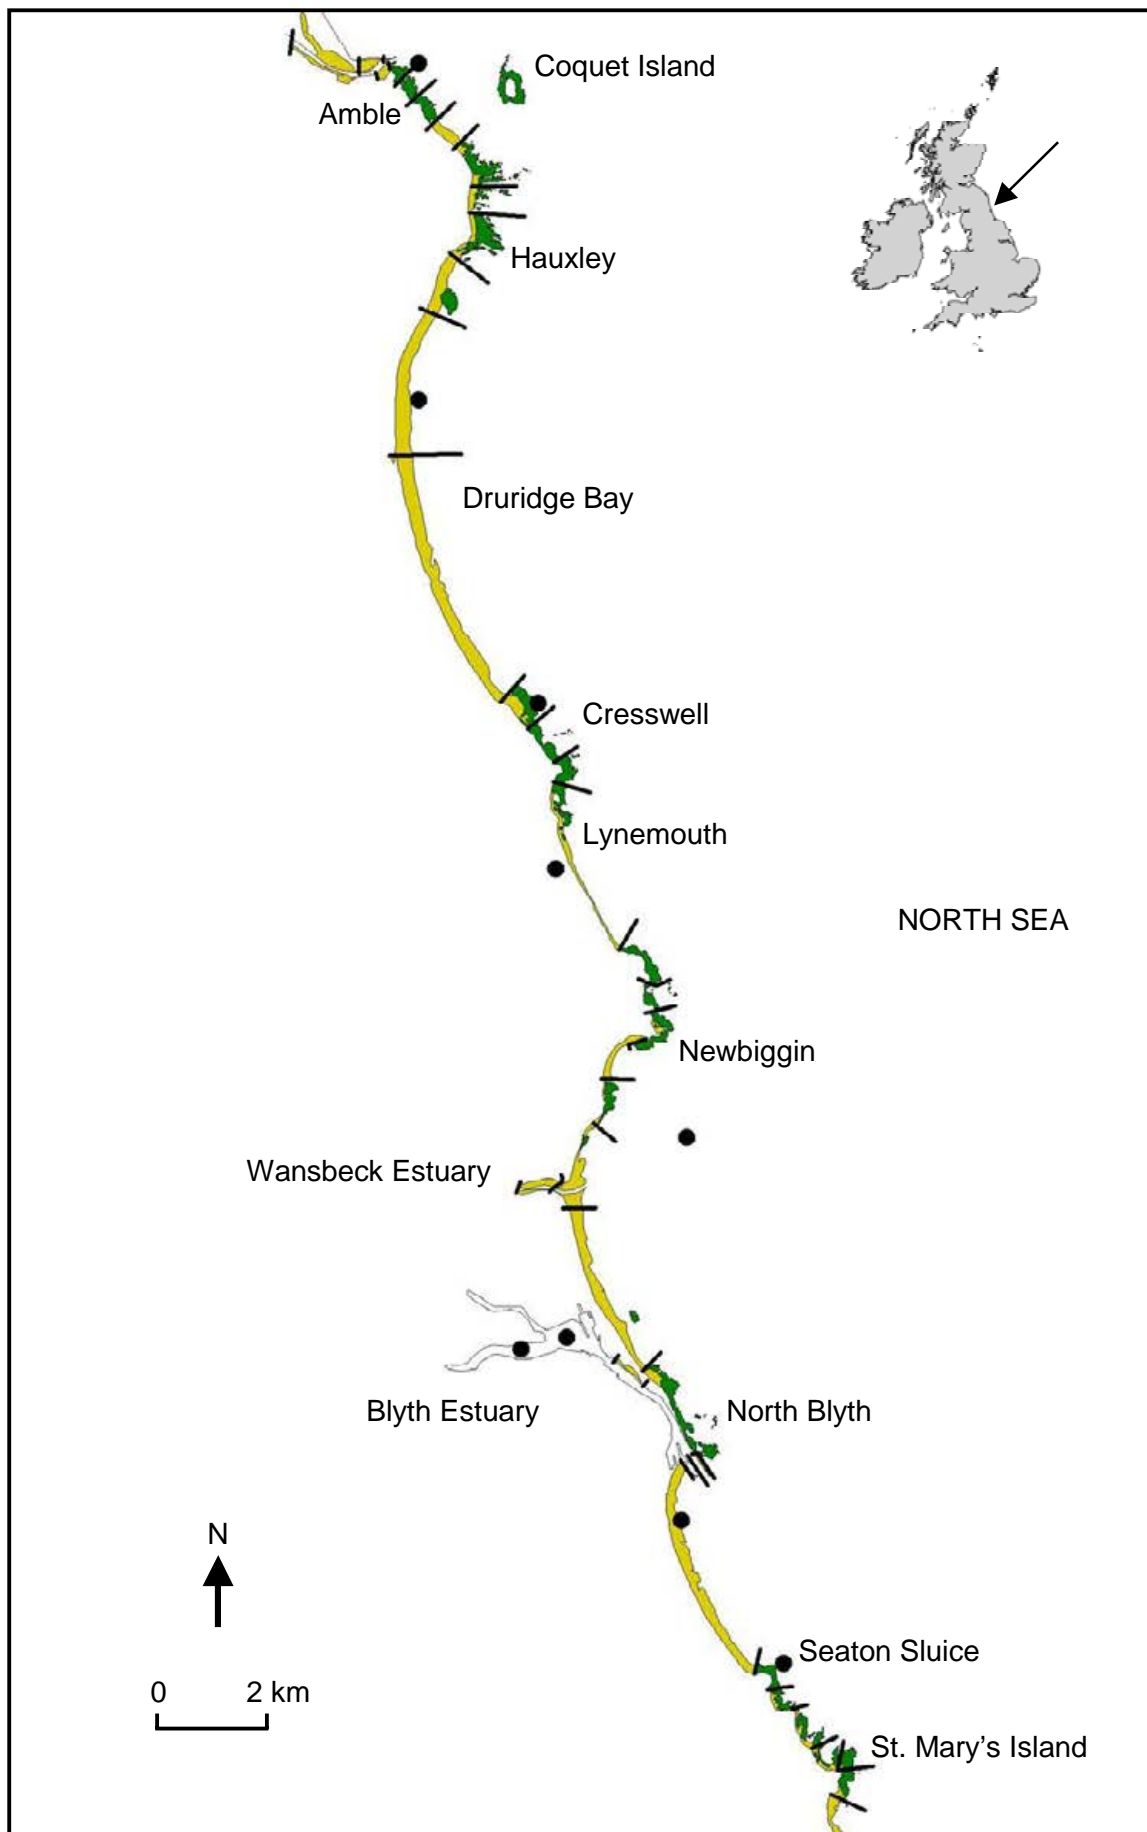 Coquet Island
Amble
Hauxley
Druridge Bay
Cresswell
Lynemouth
NORTH SEA
Newbiggin
Wansbeck Estuary
Blyth Estuary
North Blyth
N
Seaton Sluice
0 2 km
St. Mary’s Island